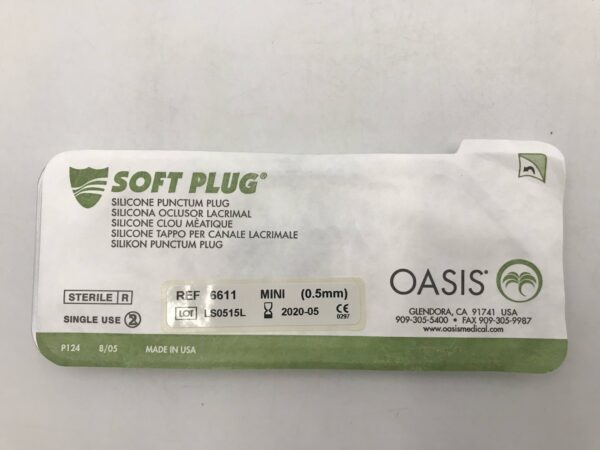 SOFT PLUG®
SILICONE PUNCTUM PLUG
SILICONA OCLUSOR LACRIMAL
SILICONE CLOU MÉATIQUE
SILICONE TAPPO PER CANALE LACRIMALE
SILIKON PUNCTUM PLUG
STERILE R
SINGLE USE 2
REF 6611 MINI (0.5mm)
LOT LS0515L 2020-05 CE 0297
OASIS®
GLENDORA, CA 91741 USA
909-305-5400 • FAX 909-305-9987
www.oasismedical.com
P124 8/05 MADE IN USA